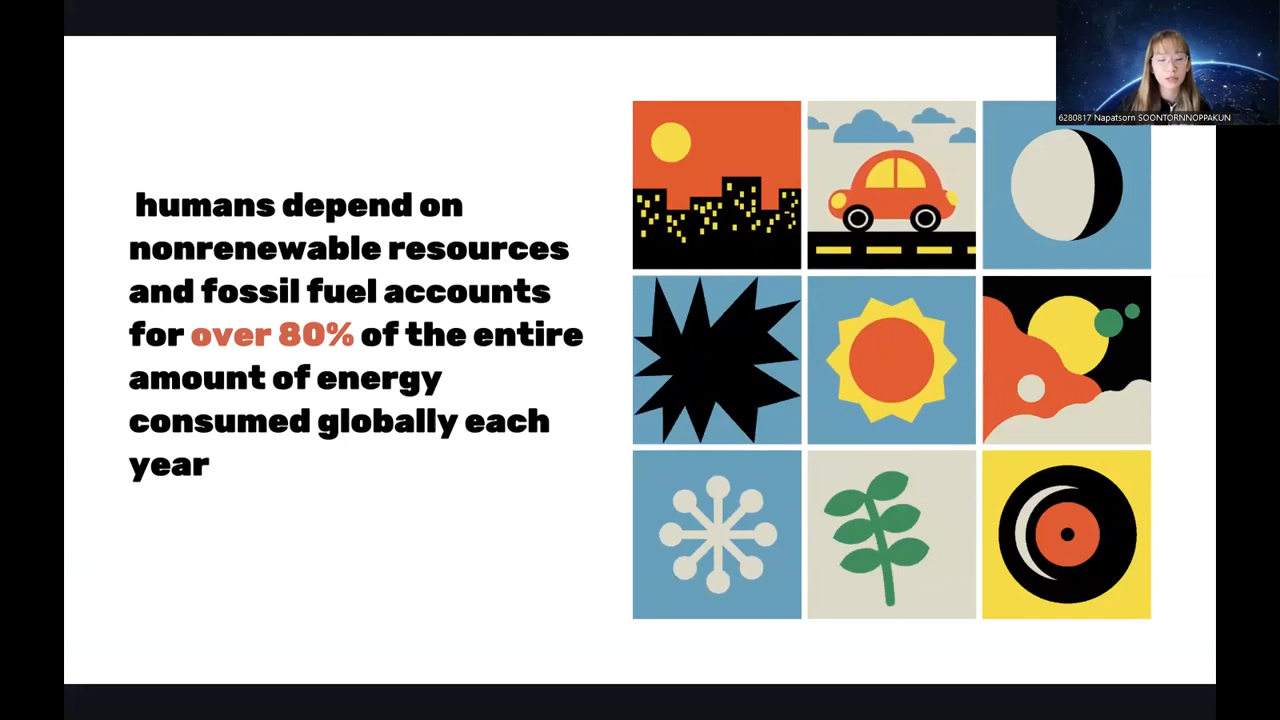 humans depend on
nonrenewable resources
and fossil fuel accounts
for over 80% of the entire
amount of energy
consumed globally each
year
6280817 Napatsorn SOONTORNNOPPAKUN